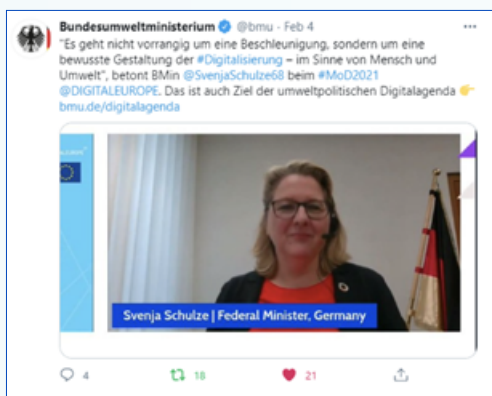 Bundesumweltministerium @bmu · Feb 4
"Es geht nicht vorrangig um eine Beschleunigung, sondern um eine
bewusste Gestaltung der #Digitalisierung – im Sinne von Mensch und
Umwelt", betont BMin @SvenjaSchulze68 beim #MoD2021
@DIGITALEUROPE. Das ist auch Ziel der umweltpolitischen Digitalagenda 👉
bmu.de/digitalagenda
Svenja Schulze | Federal Minister, Germany
4 18 21